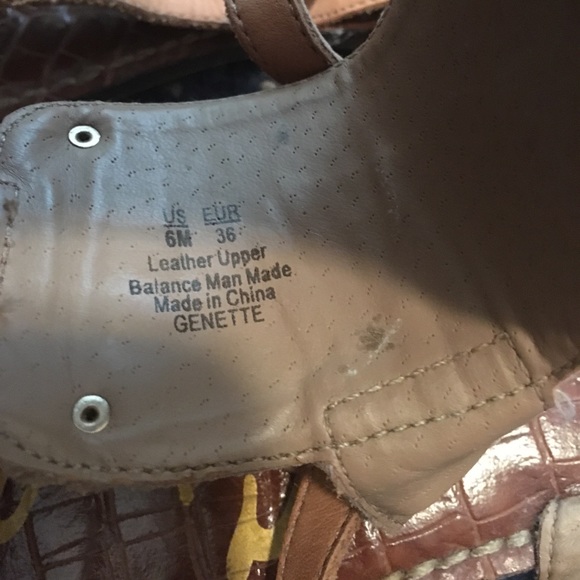 US EUR
6M 36
Leather Upper
Balance Man Made
Made in China
GENETTE